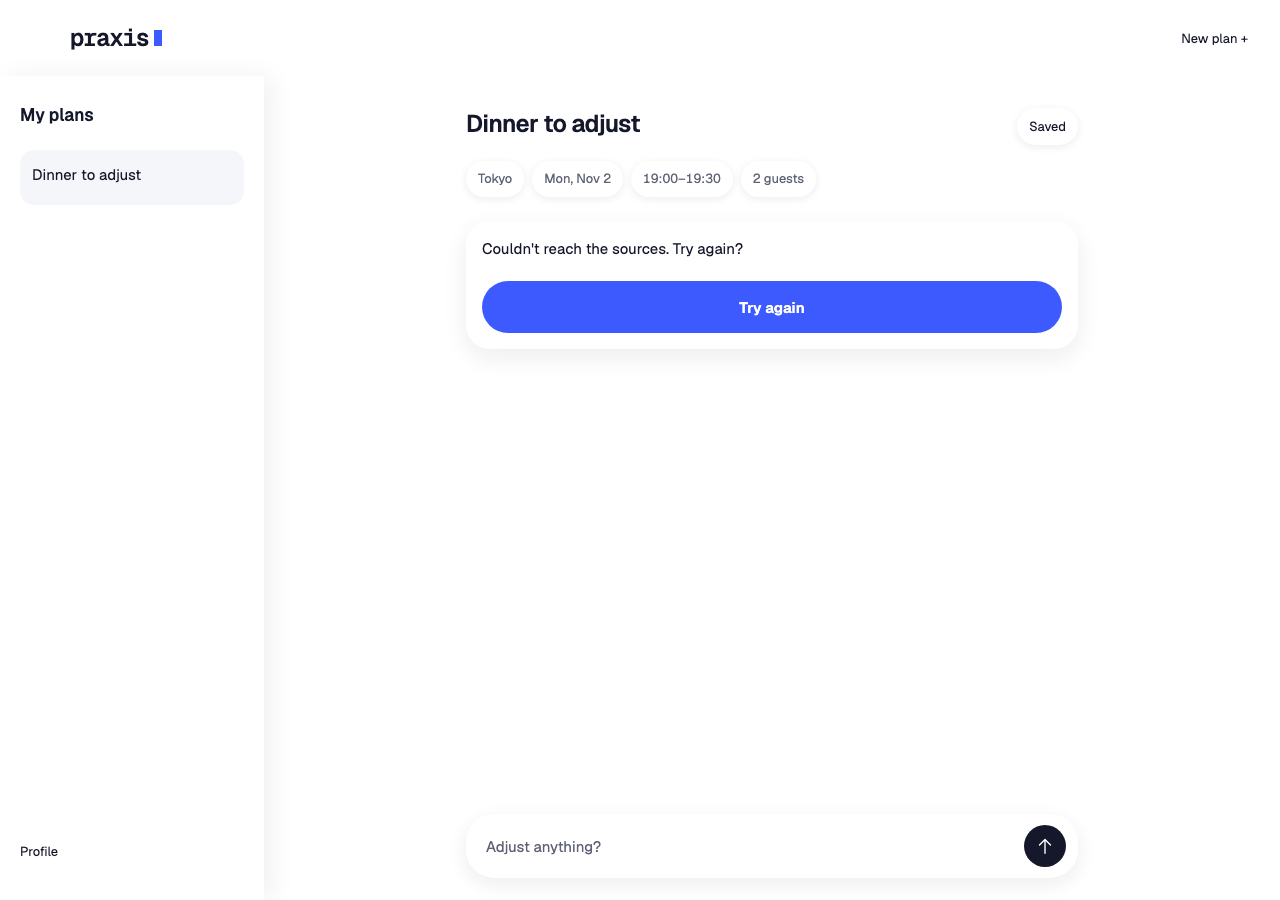 praxis
New plan +
My plans
Dinner to adjust
Profile
Dinner to adjust
Saved
Tokyo
Mon, Nov 2
19:00–19:30
2 guests
Couldn't reach the sources. Try again?
Try again
Adjust anything?